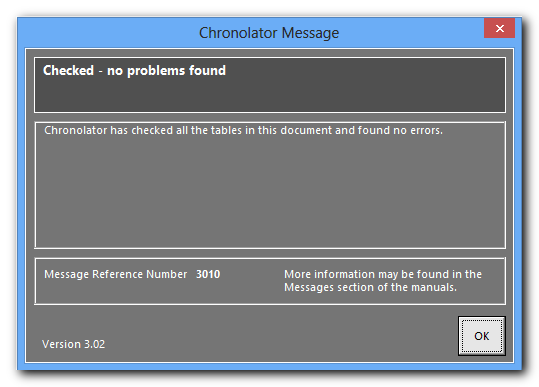 Chronolator Message
Checked - no problems found
Chronolator has checked all the tables in this document and found no errors.
Message Reference Number 3010
More information may be found in the
Messages section of the manuals.
Version 3.02
OK